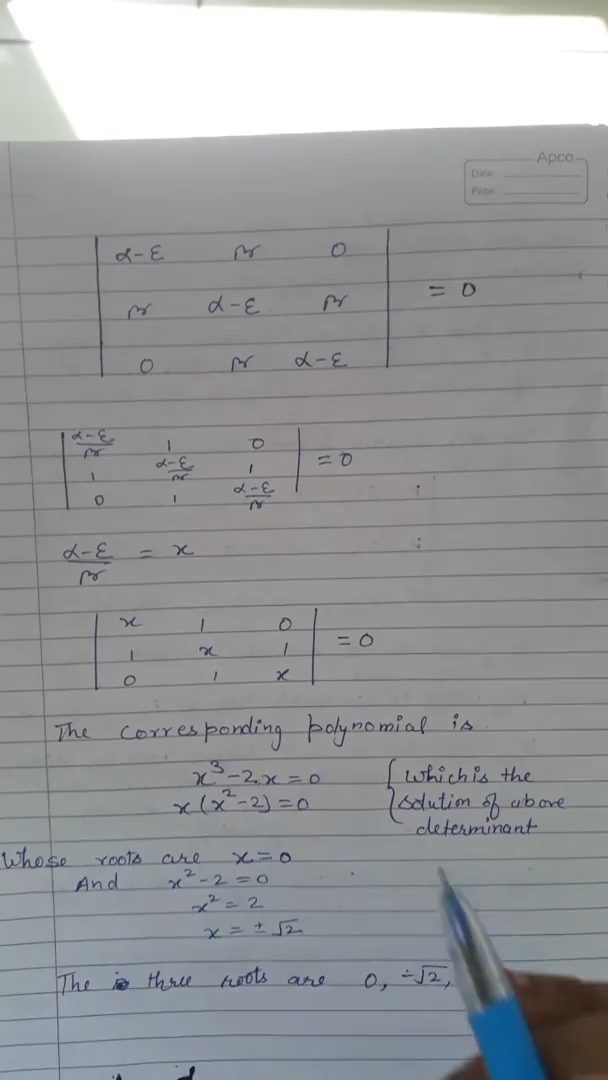 Apco
Date
Page
α-ε β 0
β α-ε β = 0
0 β α-ε
α-ε/β 1 0
1 α-ε/β 1 = 0
0 1 α-ε/β
α-ε/β = x
x 1 0
1 x 1 = 0
0 1 x
The corresponding polynomial is
x³-2x = 0 { which is the
x(x²-2) = 0 solution of above
determinant
Whose roots are x = 0
And x²-2 = 0
x² = 2
x = ±√2
The three roots are 0, -√2,